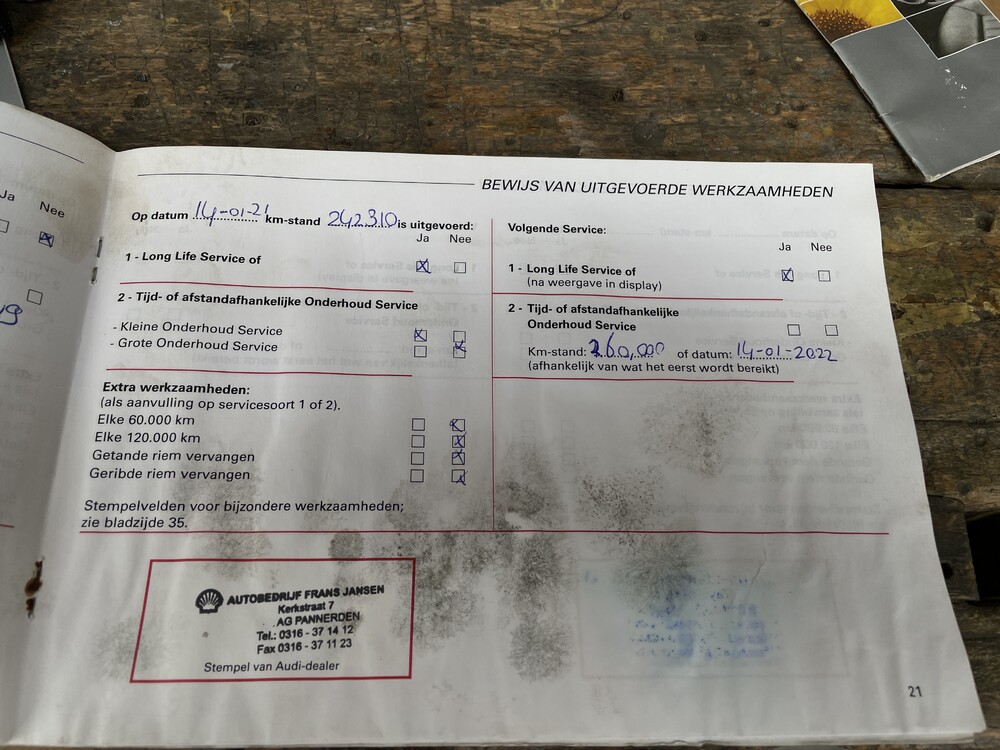 Ja
Nee
BEWIJS VAN UITGEVOERDE WERKZAAMHEDEN
Op datum 14-01-21 km-stand 242310 is uitgevoerd:
Ja Nee
1 - Long Life Service of
2 - Tijd- of afstandafhankelijke Onderhoud Service
- Kleine Onderhoud Service
- Grote Onderhoud Service
Extra werkzaamheden:
(als aanvulling op servicesoort 1 of 2).
Elke 60.000 km
Elke 120.000 km
Getande riem vervangen
Geribde riem vervangen
Stempelvelden voor bijzondere werkzaamheden;
zie bladzijde 35.
AUTOBEDRIJF FRANS JANSEN
Kerkstraat 7
AG PANNERDEN
Tel.: 0316 - 37 14 12
Fax 0316 - 37 11 23
Stempel van Audi-dealer
Volgende Service:
Ja Nee
1 - Long Life Service of
(na weergave in display)
2 - Tijd- of afstandafhankelijke
Onderhoud Service
Km-stand: 260,000 of datum: 14-01-2022
(afhankelijk van wat het eerst wordt bereikt)
21